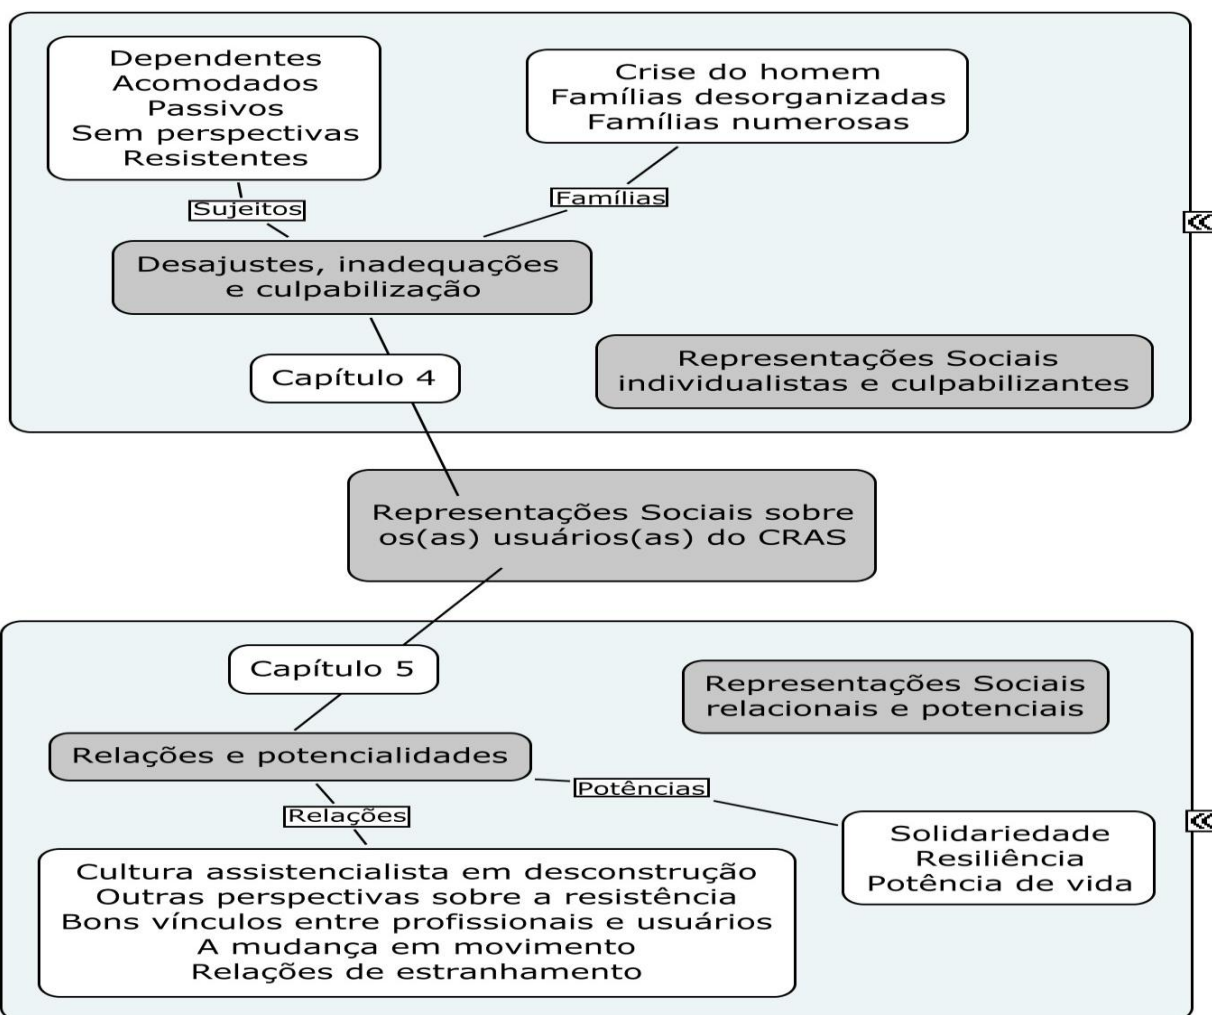 Dependentes
Acomodados
Passivos
Sem perspectivas
Resistentes
Crise do homem
Famílias desorganizadas
Famílias numerosas
Sujeitos
Famílias
Desajustes, inadequações
e culpabilização
Representações Sociais
individualistas e culpabilizantes
Capítulo 4
Representações Sociais sobre
os(as) usuários(as) do CRAS
Capítulo 5
Representações Sociais
relacionais e potenciais
Relações e potencialidades
Potências
Relações
Solidariedade
Resiliência
Potência de vida
Cultura assistencialista em desconstrução
Outras perspectivas sobre a resistência
Bons vínculos entre profissionais e usuários
A mudança em movimento
Relações de estranhamento